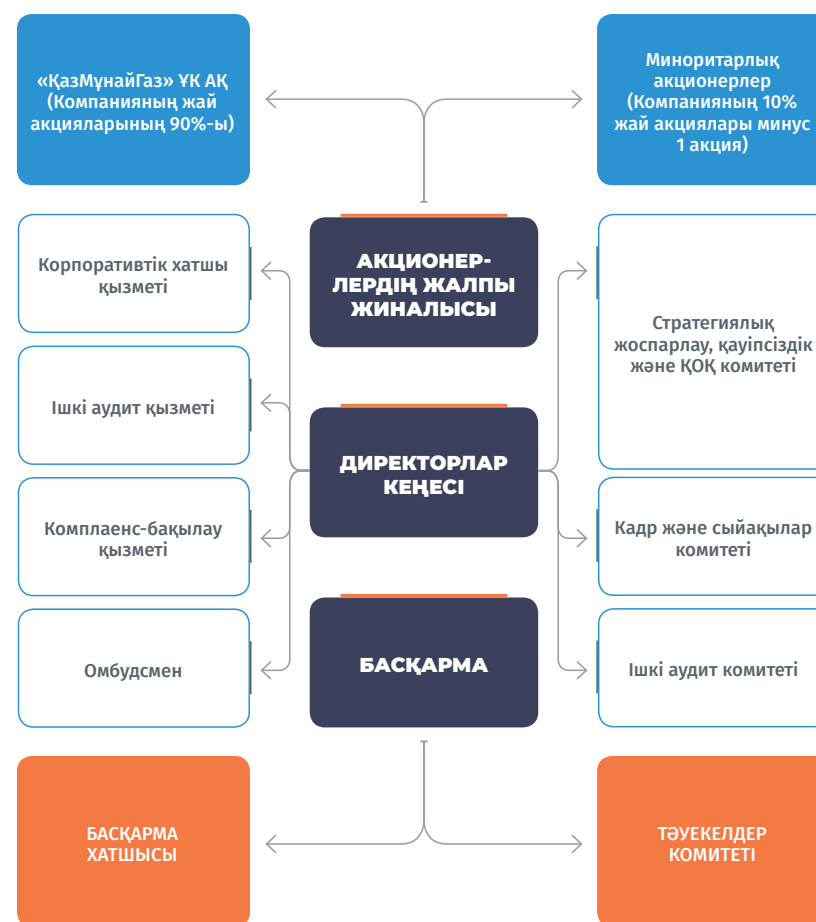 «ҚазМұнайГаз» ҰК АҚ
(Компанияның жай
акцияларының 90%-ы)
Миноритарлық
акционерлер
(Компанияның 10%
жай акциялары минус
1 акция)
АКЦИОНЕР-
ЛЕРДІҢ ЖАЛПЫ
ЖИНАЛЫСЫ
Корпоративтік хатшы
қызметі
Ішкі аудит қызметі
Комплаенс-бақылау
қызметі
Омбудсмен
ДИРЕКТОРЛАР
КЕҢЕСІ
Стратегиялық
жоспарлау, қауіпсіздік
және ҚОҚ комитеті
Кадр және сыйақылар
комитеті
Ішкі аудит комитеті
БАСҚАРМА
БАСҚАРМА
ХАТШЫСЫ
ТӘУЕКЕЛДЕР
КОМИТЕТІ